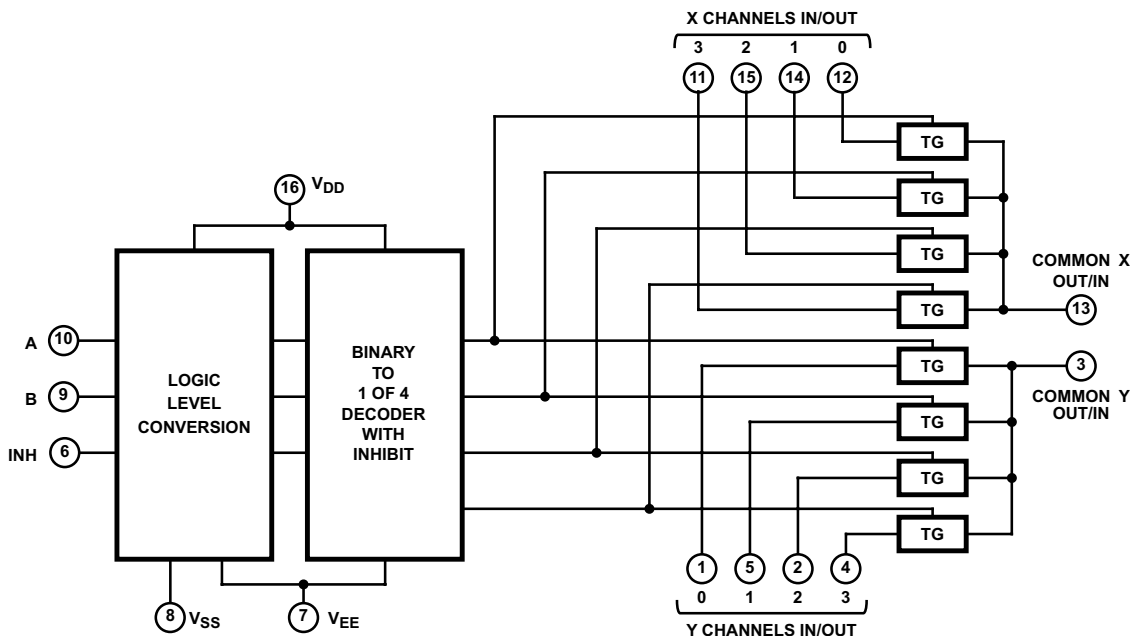 X CHANNELS IN/OUT
3 2 1 0
11 15 14 12
TG
TG
16 VDD
TG
COMMON X
OUT/IN
TG
13
A 10
BINARY
TO
1 OF 4
DECODER
WITH
INHIBIT
LOGIC
LEVEL
CONVERSION
TG
3
COMMON Y
OUT/IN
B 9
TG
INH 6
TG
TG
1 5 2 4
0 1 2 3
8 VSS
7 VEE
Y CHANNELS IN/OUT